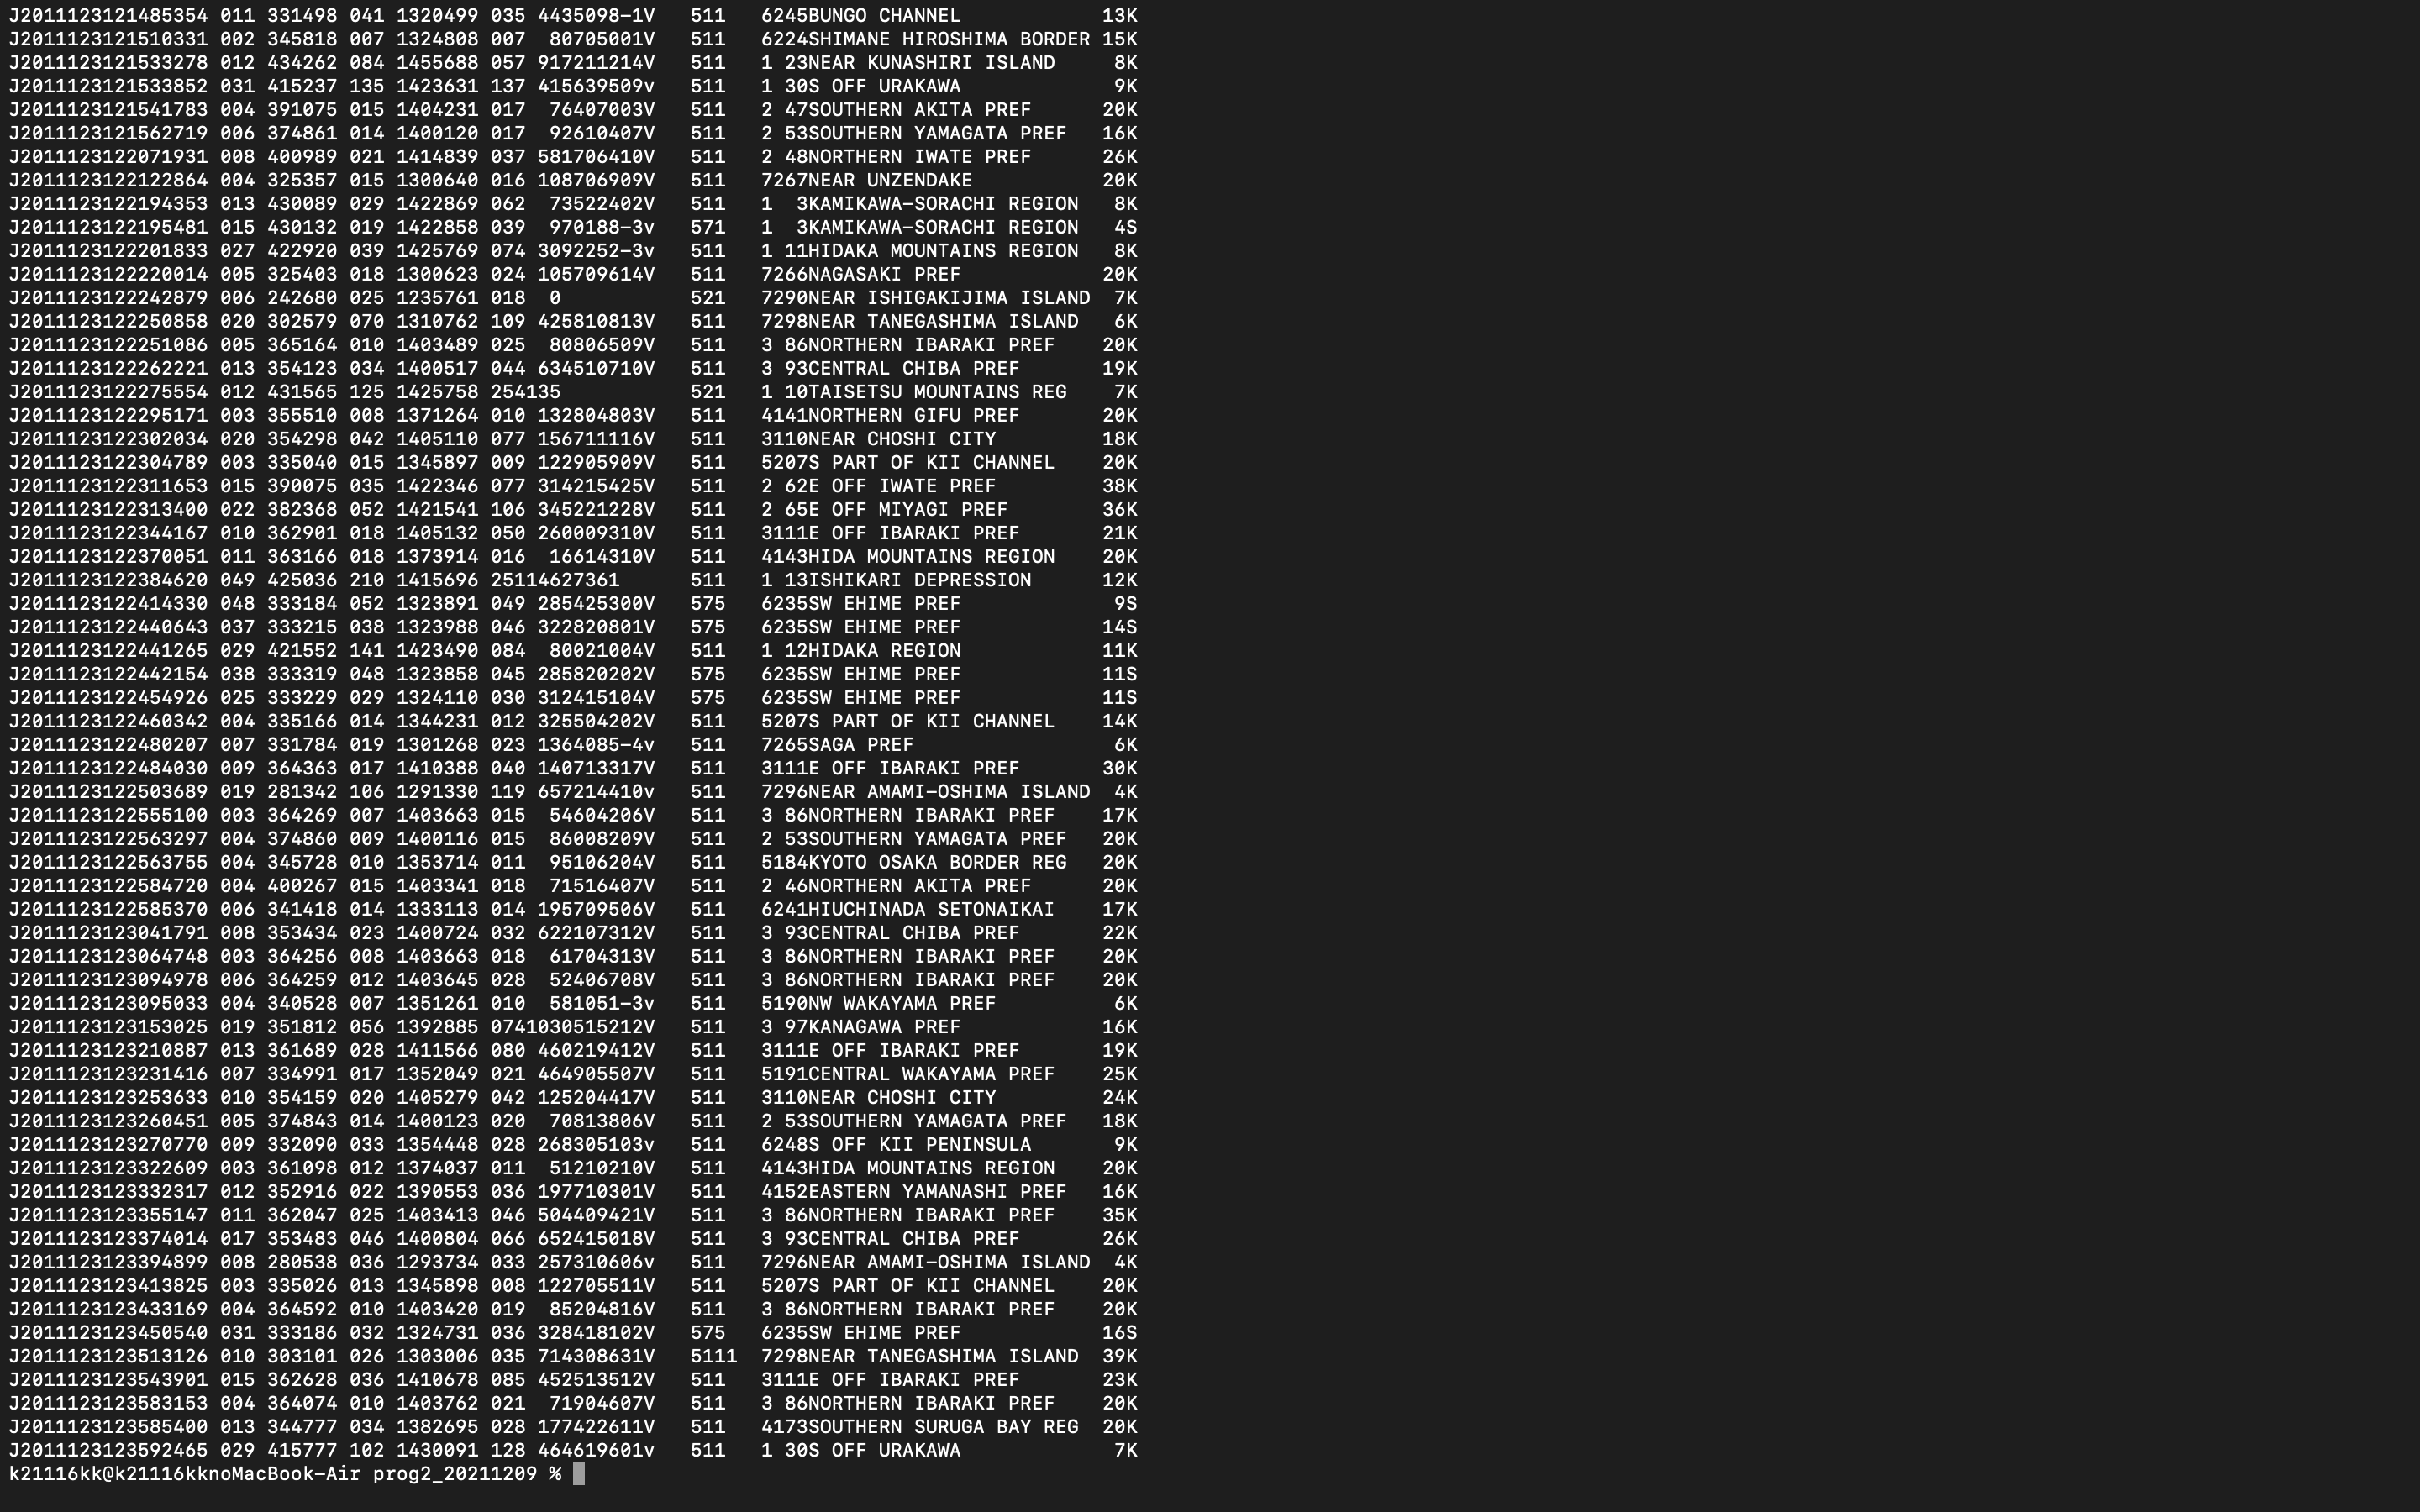 J2011123121485354 011 331498 041 1320499 035 4435098-1V   511   6245BUNGO CHANNEL            13K
J2011123121510331 002 345818 007 1324808 007  80705001V   511   6224SHIMANE HIROSHIMA BORDER 15K
J2011123121533278 012 434262 084 1455688 057 917211214V   511   1 23NEAR KUNASHIRI ISLAND     8K
J2011123121533852 031 415237 135 1423631 137 415639509v   511   1 30S OFF URAKAWA             9K
J2011123121541783 004 391075 015 1404231 017  76407003V   511   2 47SOUTHERN AKITA PREF      20K
J2011123121562719 006 374861 014 1400120 017  92610407V   511   2 53SOUTHERN YAMAGATA PREF   16K
J2011123122071931 008 400989 021 1414839 037 581706410V   511   2 48NORTHERN IWATE PREF      26K
J2011123122122864 004 325357 015 1300640 016 108706909V   511   7267NEAR UNZENDAKE           20K
J2011123122194353 013 430089 029 1422869 062  73522402V   511   1  3KAMIKAWA-SORACHI REGION   8K
J2011123122195481 015 430132 019 1422858 039  970188-3v   571   1  3KAMIKAWA-SORACHI REGION   4S
J2011123122201833 027 422920 039 1425769 074 3092252-3v   511   1 11HIDAKA MOUNTAINS REGION   8K
J2011123122220014 005 325403 018 1300623 024 105709614V   511   7266NAGASAKI PREF            20K
J2011123122242879 006 242680 025 1235761 018  0           521   7290NEAR ISHIGAKIJIMA ISLAND  7K
J2011123122250858 020 302579 070 1310762 109 425810813V   511   7298NEAR TANEGASHIMA ISLAND   6K
J2011123122251086 005 365164 010 1403489 025  80806509V   511   3 86NORTHERN IBARAKI PREF    20K
J2011123122262221 013 354123 034 1400517 044 634510710V   511   3 93CENTRAL CHIBA PREF       19K
J2011123122275554 012 431565 125 1425758 254135           521   1 10TAISETSU MOUNTAINS REG    7K
J2011123122295171 003 355510 008 1371264 010 132804803V   511   4141NORTHERN GIFU PREF       20K
J2011123122302034 020 354298 042 1405110 077 156711116V   511   3110NEAR CHOSHI CITY         18K
J2011123122304789 003 335040 015 1345897 009 122905909V   511   5207S PART OF KII CHANNEL    20K
J2011123122311653 015 390075 035 1422346 077 314215425V   511   2 62E OFF IWATE PREF         38K
J2011123122313400 022 382368 052 1421541 106 345221228V   511   2 65E OFF MIYAGI PREF        36K
J2011123122344167 010 362901 018 1405132 050 260009310V   511   3111E OFF IBARAKI PREF       21K
J2011123122370051 011 363166 018 1373914 016  16614310V   511   4143HIDA MOUNTAINS REGION    20K
J2011123122384620 049 425036 210 1415696 25114627361      511   1 13ISHIKARI DEPRESSION      12K
J2011123122414330 048 333184 052 1323891 049 285425300V   575   6235SW EHIME PREF             9S
J2011123122440643 037 333215 038 1323988 046 322820801V   575   6235SW EHIME PREF            14S
J2011123122441265 029 421552 141 1423490 084  80021004V   511   1 12HIDAKA REGION            11K
J2011123122442154 038 333319 048 1323858 045 285820202V   575   6235SW EHIME PREF            11S
J2011123122454926 025 333229 029 1324110 030 312415104V   575   6235SW EHIME PREF            11S
J2011123122460342 004 335166 014 1344231 012 325504202V   511   5207S PART OF KII CHANNEL    14K
J2011123122480207 007 331784 019 1301268 023 1364085-4v   511   7265SAGA PREF                 6K
J2011123122484030 009 364363 017 1410388 040 140713317V   511   3111E OFF IBARAKI PREF       30K
J2011123122503689 019 281342 106 1291330 119 657214410v   511   7296NEAR AMAMI-OSHIMA ISLAND  4K
J2011123122555100 003 364269 007 1403663 015  54604206V   511   3 86NORTHERN IBARAKI PREF    17K
J2011123122563297 004 374860 009 1400116 015  86008209V   5111  2 53SOUTHERN YAMAGATA PREF   20K
J2011123122563755 004 345728 010 1353714 011  95106204V   511   5184KYOTO OSAKA BORDER REG   20K
J2011123122584720 004 400267 015 1403341 018  71516407V   511   2 46NORTHERN AKITA PREF      20K
J2011123122585370 006 341418 014 1333113 014 195709506V   511   6241HIUCHINADA SETONAIKAI    17K
J2011123123041791 008 353434 023 1400724 032 622107312V   511   3 93CENTRAL CHIBA PREF       22K
J2011123123064748 003 364256 008 1403663 018  61704313V   511   3 86NORTHERN IBARAKI PREF    20K
J2011123123094978 006 364259 012 1403645 028  52406708V   511   3 86NORTHERN IBARAKI PREF    20K
J2011123123095033 004 340528 007 1351261 010  581051-3v   511   5190NW WAKAYAMA PREF          6K
J2011123123153025 019 351812 056 1392885 0741030515212V   511   3 97KANAGAWA PREF            16K
J2011123123210887 013 361689 028 1411566 080 460219412V   511   3111E OFF IBARAKI PREF       19K
J2011123123231416 007 334991 017 1352049 021 464905507V   511   5191CENTRAL WAKAYAMA PREF    25K
J2011123123253633 010 354159 020 1405279 042 125204417V   511   3110NEAR CHOSHI CITY         24K
J2011123123260451 005 374843 014 1400123 020  70813806V   511   2 53SOUTHERN YAMAGATA PREF   18K
J2011123123270770 009 332090 033 1354448 028 268305103v   511   6248S OFF KII PENINSULA       9K
J2011123123322609 003 361098 012 1374037 011  51210210V   511   4143HIDA MOUNTAINS REGION    20K
J2011123123332317 012 352916 022 1390553 036 197710301V   511   4152EASTERN YAMANASHI PREF   16K
J2011123123355147 011 362047 025 1403413 046 504409421V   511   3 86NORTHERN IBARAKI PREF    35K
J2011123123374014 017 353483 046 1400804 066 652415018V   511   3 93CENTRAL CHIBA PREF       26K
J2011123123394899 008 280538 036 1293734 033 257310606v   511   7296NEAR AMAMI-OSHIMA ISLAND  4K
J2011123123413825 003 335026 013 1345898 008 122705511V   511   5207S PART OF KII CHANNEL    20K
J2011123123433169 004 364592 010 1403420 019  85204816V   511   3 86NORTHERN IBARAKI PREF    20K
J2011123123450540 031 333186 032 1324731 036 328418102V   575   6235SW EHIME PREF            16S
J2011123123513126 010 303101 026 1303006 035 714308631V   5111  7298NEAR TANEGASHIMA ISLAND  39K
J2011123123543901 015 362628 036 1410678 085 452513512V   511   3111E OFF IBARAKI PREF       23K
J2011123123583153 004 364074 010 1403762 021  71904607V   511   3 86NORTHERN IBARAKI PREF    20K
J2011123123585400 013 344777 034 1382695 028 177422611V   511   4173SOUTHERN SURUGA BAY REG  20K
J2011123123592465 029 415777 102 1430091 128 464619601v   511   1 30S OFF URAKAWA             7K
k21116kk@k21116kknoMacBook-Air prog2_20211209 %